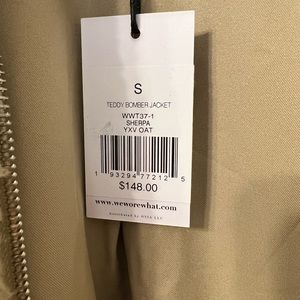 S
TEDDY BOMBER JACKET
WWT37-1
SHERPA
YXV OAT
1 93294 77212 5
$148.00
www.weworewhat.com